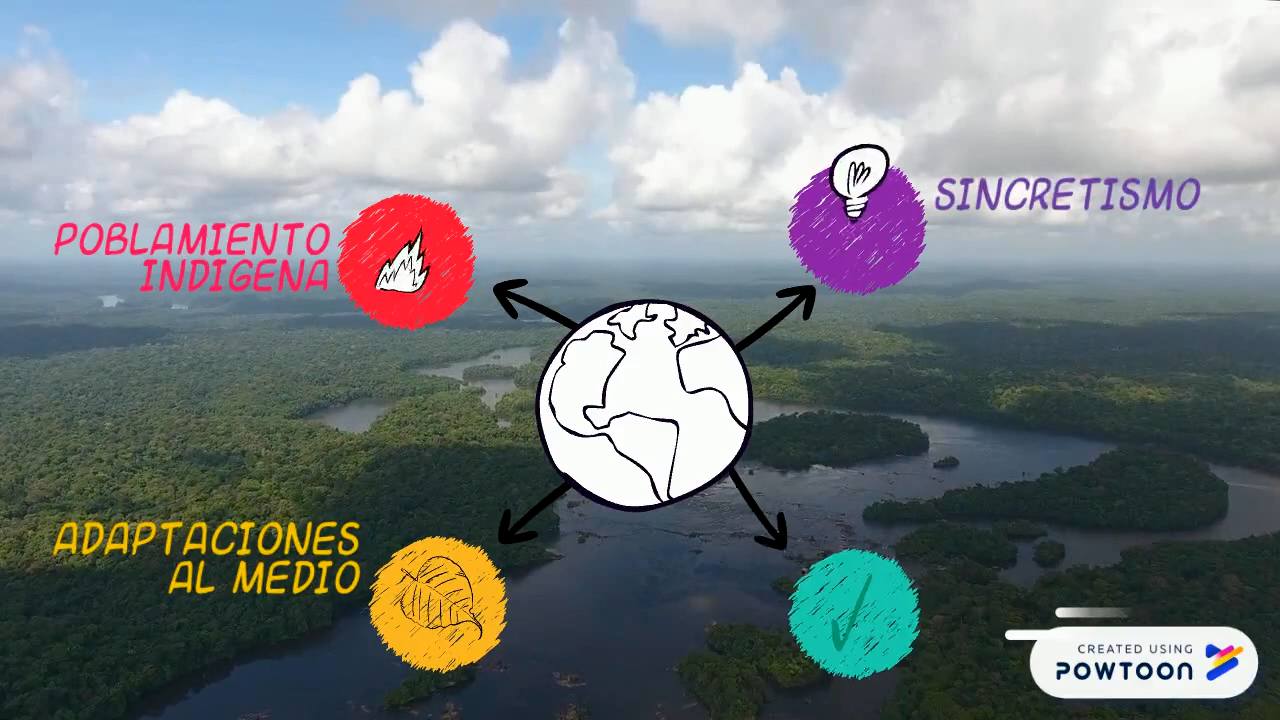 POBLAMIENTO
INDIGENA
SINCRETISMO
ADAPTACIONES
AL MEDIO
CREATED USING
POWTOON